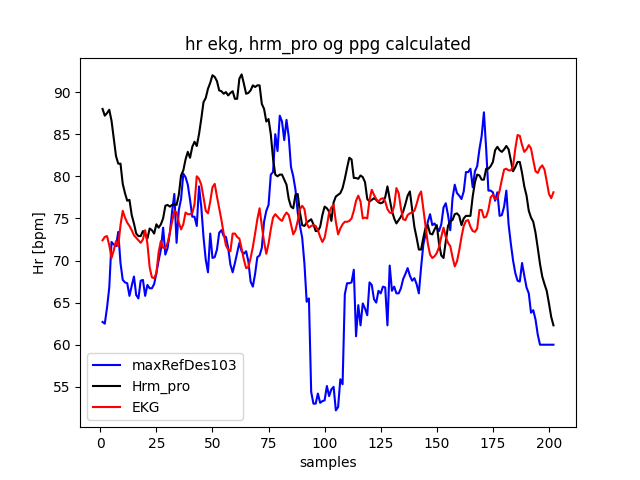 hr ekg, hrm_pro og ppg calculated
Hr [bpm]
90
85
80
75
70
65
60
55
maxRefDes103
Hrm_pro
EKG
0
25
50
75
100
125
150
175
200
samples